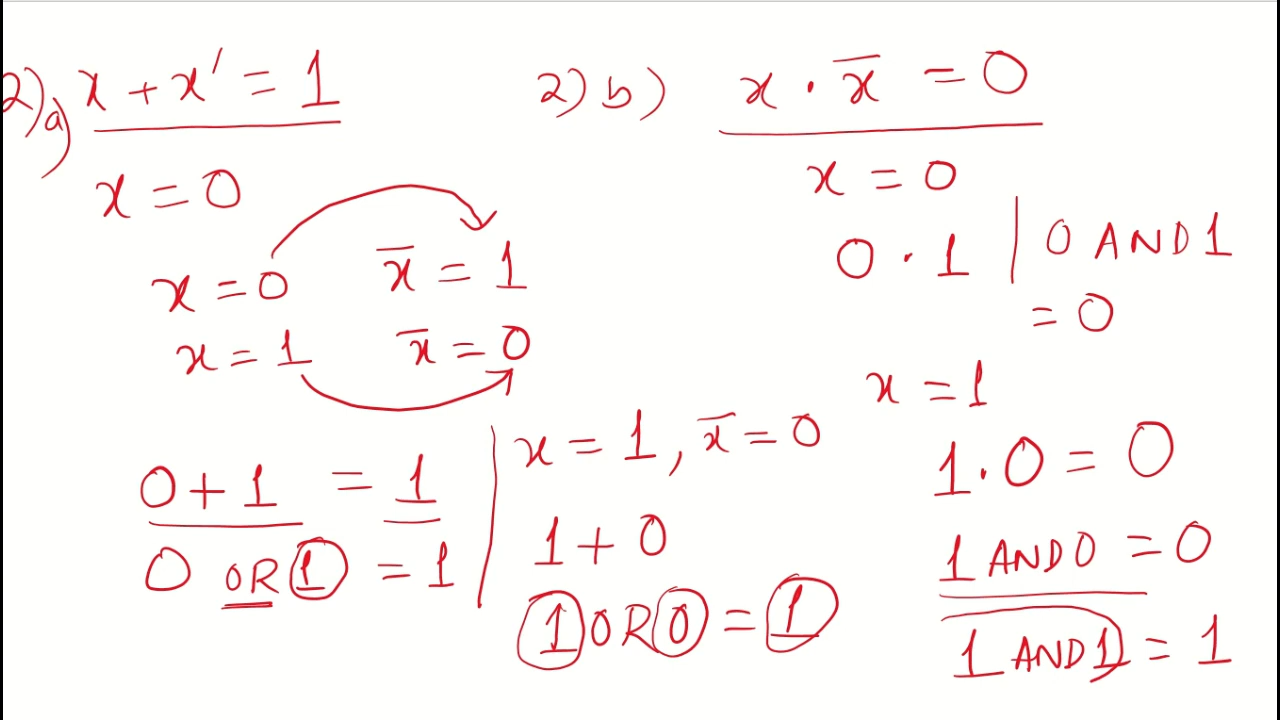 2)a) x + x' = 1
x = 0
x = 0 x̅ = 1
x = 1 x̅ = 0
0 + 1 = 1
0 OR 1 = 1
x = 1, x̅ = 0
1 + 0
1 OR 0 = 1
2) b) x · x̅ = 0
x = 0
0 · 1 | 0 AND 1
= 0
x = 1
1 · 0 = 0
1 AND 0 = 0
1 AND 1 = 1